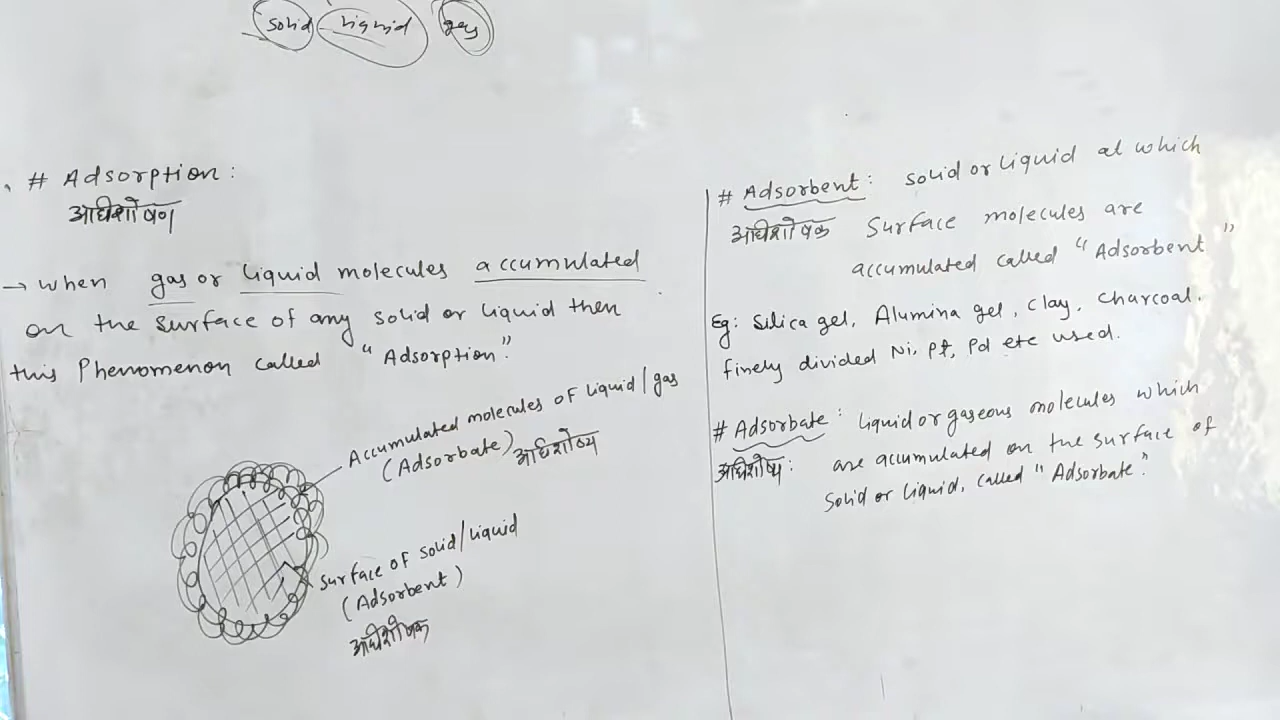 solid liquid gas
# Adsorption:
अधिशोषण
→ when gas or liquid molecules accumulated
on the surface of any solid or liquid then
this Phenomenon called "Adsorption."
Accumulated molecules of liquid/gas
(Adsorbate) अधिशोष्य
surface of solid/liquid
(Adsorbent)
अधिशोषक
# Adsorbent: solid or liquid at which
अधिशोषक surface molecules are
accumulated called "Adsorbent"
Eg: Silica gel, Alumina gel, clay, charcoal,
finely divided Ni, Pt, Pd etc used.
# Adsorbate: liquid or gaseous molecules which
अधिशोष्य: are accumulated on the surface of
solid or liquid, called "Adsorbate."